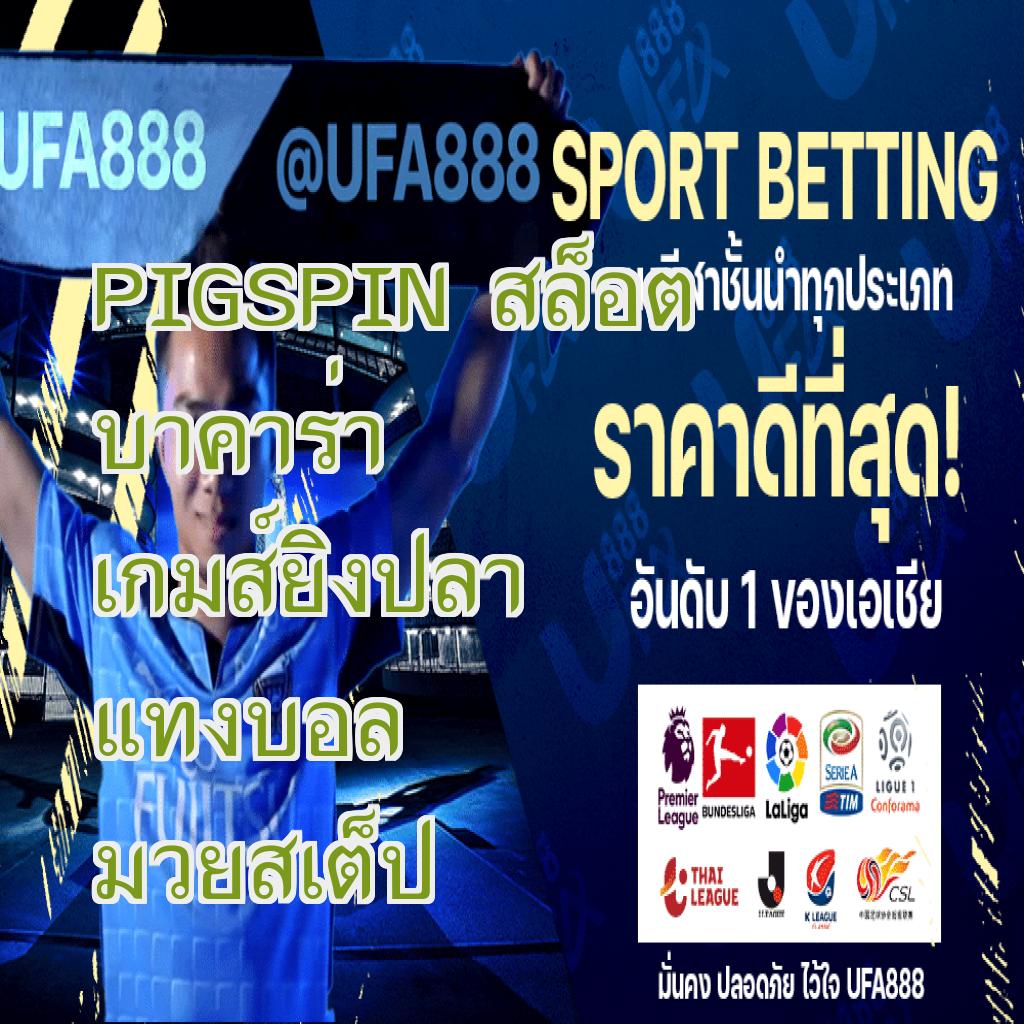 UFA888
@UFA888
SPORT BETTING
PIGSPIN สล็อต
ชั้นนำทุกประเภท
บาคาร่า
ราคาดีที่สุด!
เกมส์ยิงปลา
อันดับ 1 ของเอเชีย
แทงบอล
FUJITS
มวยสเต็ป
Premier League
BUNDESLIGA
LaLiga
SERIE A
TIM
LIGUE 1
Conforama
THAI LEAGUE
J.LEAGUE
K LEAGUE
CSL
มั่นคง ปลอดภัย ไว้ใจ UFA888